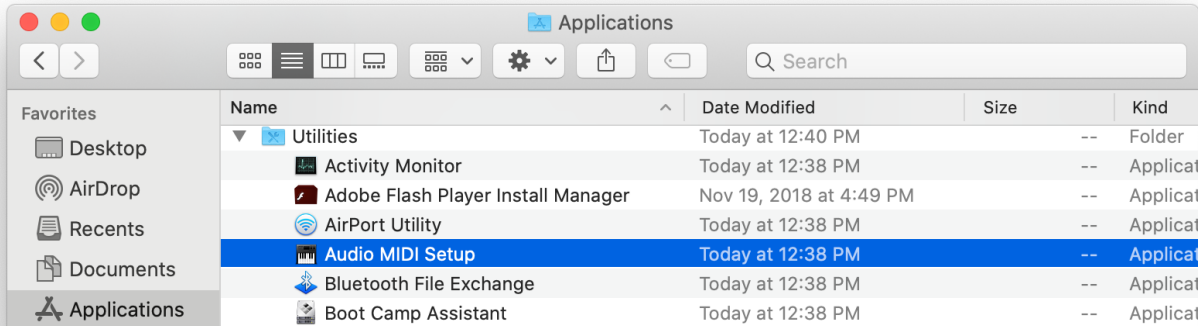 Applications
Search
Favorites
Desktop
AirDrop
Recents
Documents
Applications
Name Date Modified Size Kind
Utilities Today at 12:40 PM -- Folder
Activity Monitor Today at 12:38 PM -- Applicat
Adobe Flash Player Install Manager Nov 19, 2018 at 4:49 PM -- Applicat
AirPort Utility Today at 12:38 PM -- Applicat
Audio MIDI Setup Today at 12:38 PM -- Applicat
Bluetooth File Exchange Today at 12:38 PM -- Applicat
Boot Camp Assistant Today at 12:38 PM -- Applicat